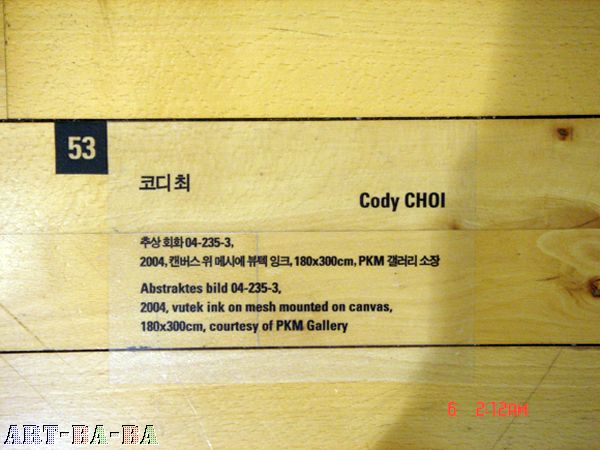 53
코디 최
Cody CHOI
추상 회화 04-235-3,
2004, 캔버스 위 메시에 뷰텍 잉크, 180x300cm, PKM 갤러리 소장
Abstraktes bild 04-235-3,
2004, vutek ink on mesh mounted on canvas,
180x300cm, courtesy of PKM Gallery
6 2:12AM
ART-BA-BA